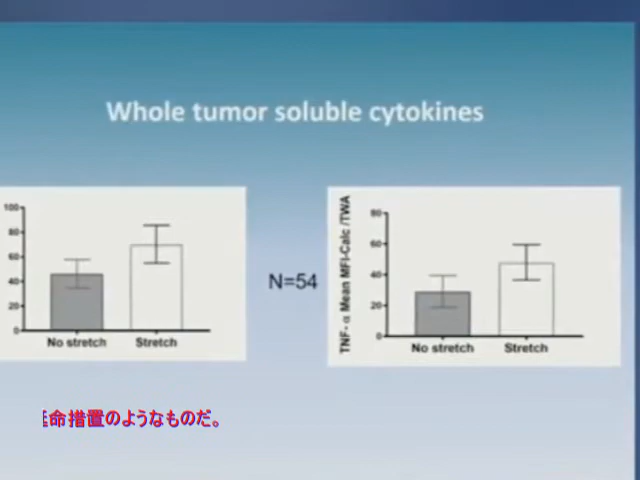 Whole tumor soluble cytokines
100
80
60
40
20
0
No stretch
Stretch
N=54
TNF- α Mean MFI-Calc /TWA
80
60
40
20
0
No stretch
Stretch
延命措置のようなものだ。